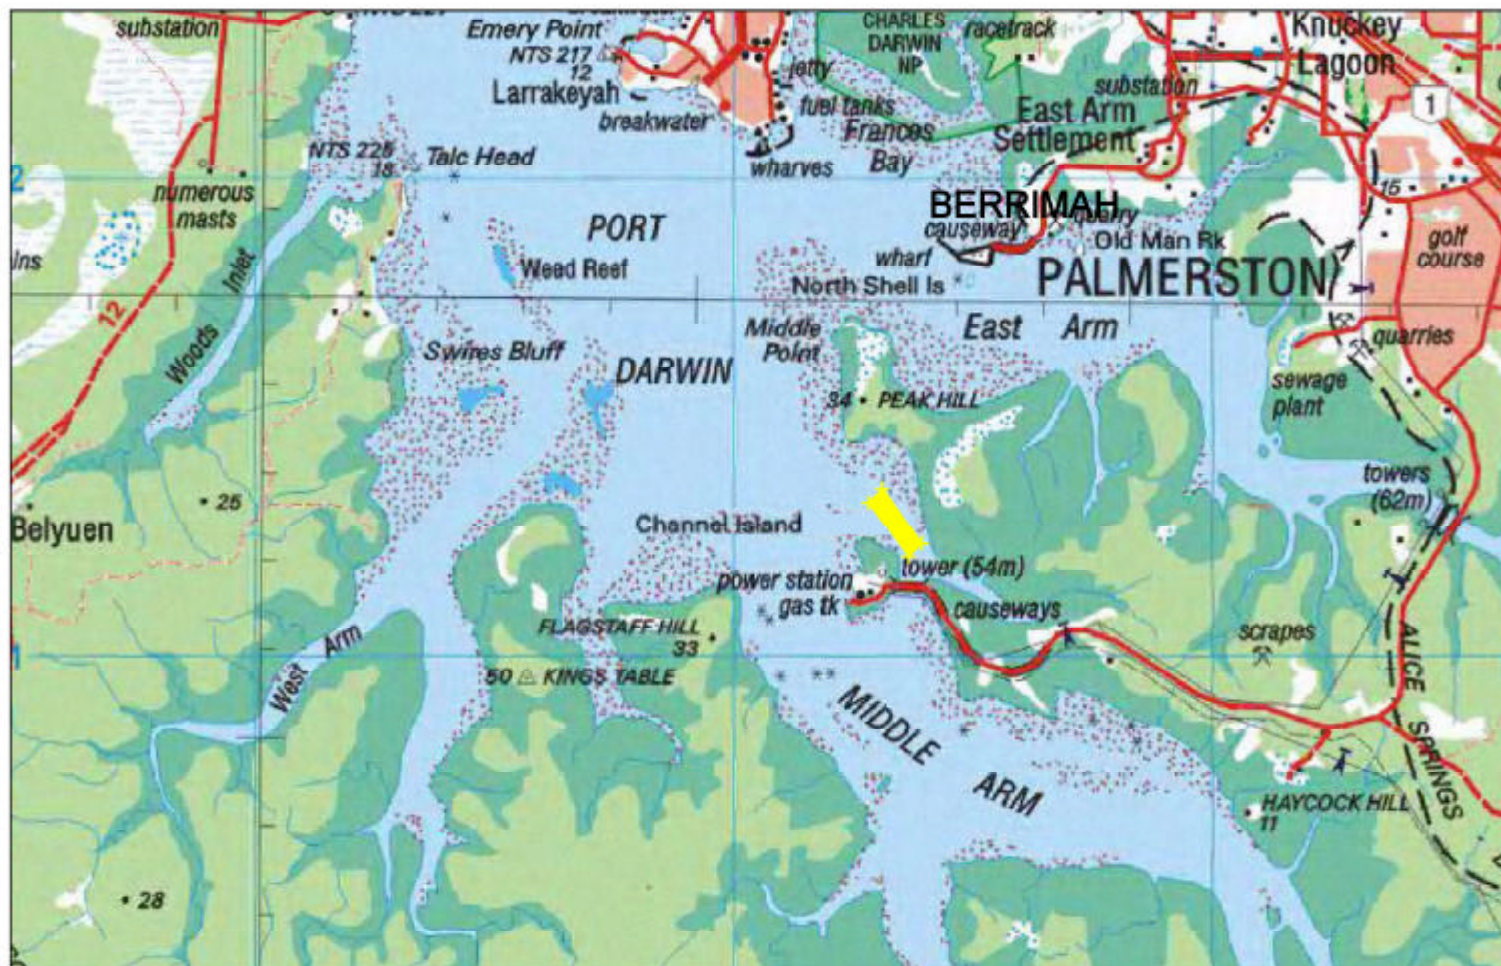 substation
Emery Point
NTS 217
12
Larrakeyah
breakwater
jetty
fuel tanks
wharves
CHARLES
DARWIN
NP
racetrack
Knuckey
Lagoon
substation
1
East Arm
Settlement
Frances
Bay
NTS 225
18
Talc Head
2
numerous
masts
PORT
BERRIMAH
quarry
causeway
Old Man Rk
15
golf
course
wharf
PALMERSTON
Weed Reef
North Shell Is
Inlet
Woods
12
Swires Bluff
DARWIN
Middle
Point
East Arm
quarries
34 PEAK HILL
sewage
plant
towers
(62m)
25
Belyuen
Channel Island
tower (54m)
power station
gas tk
causeways
FLAGSTAFF HILL
33
scrapes
1
West Arm
50 KINGS TABLE
MIDDLE
ARM
ALICE
SPRINGS
HAYCOCK HILL
11
28